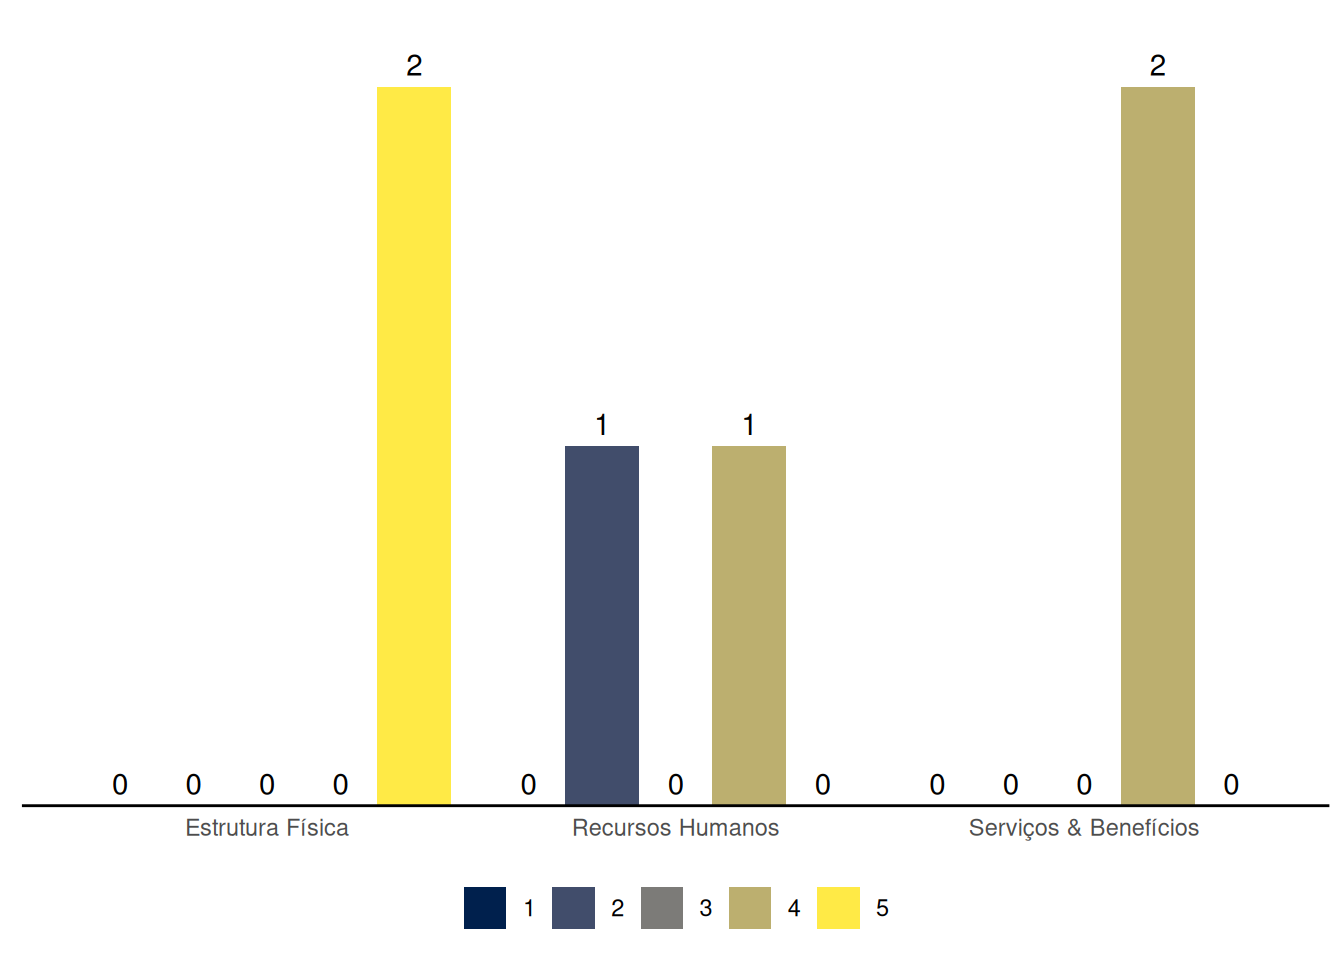 2 2
1 1
0 0 0 0 0 0 0 0 0 0 0
Estrutura Física Recursos Humanos Serviços & Benefícios
1 2 3 4 5